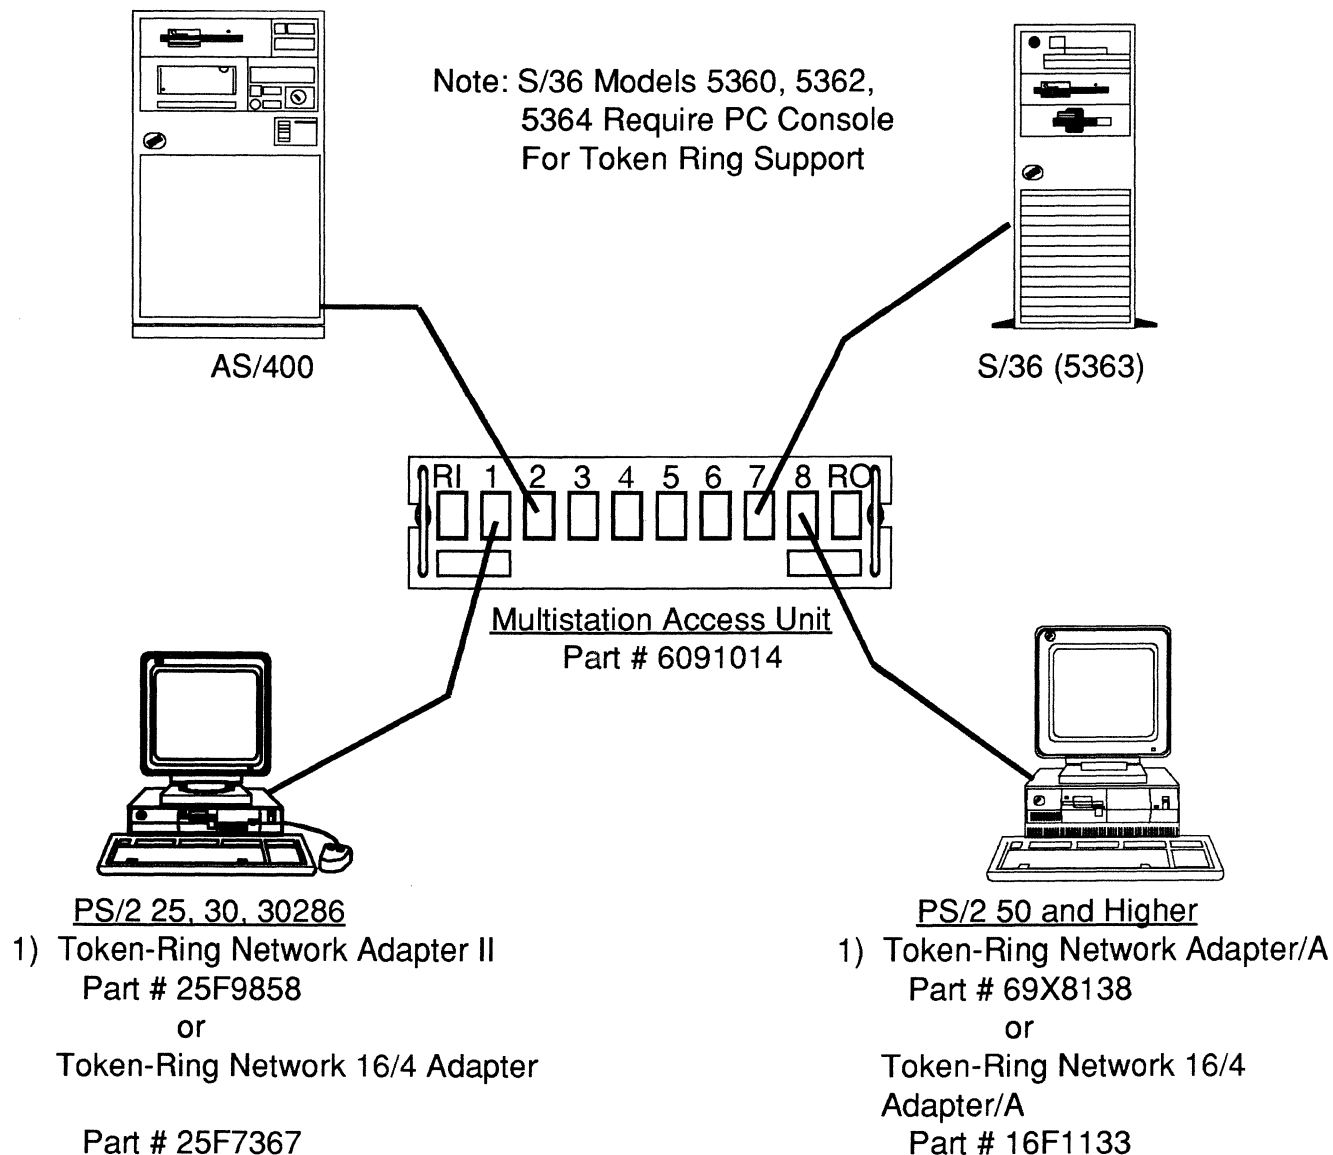 Note: S/36 Models 5360, 5362,
5364 Require PC Console
For Token Ring Support
AS/400
S/36 (5363)
RI 1 2 3 4 5 6 7 8 RO
Multistation Access Unit
Part # 6091014
PS/2 25, 30, 30286
1) Token-Ring Network Adapter II
Part # 25F9858
or
Token-Ring Network 16/4 Adapter
Part # 25F7367
PS/2 50 and Higher
1) Token-Ring Network Adapter/A
Part # 69X8138
or
Token-Ring Network 16/4
Adapter/A
Part # 16F1133